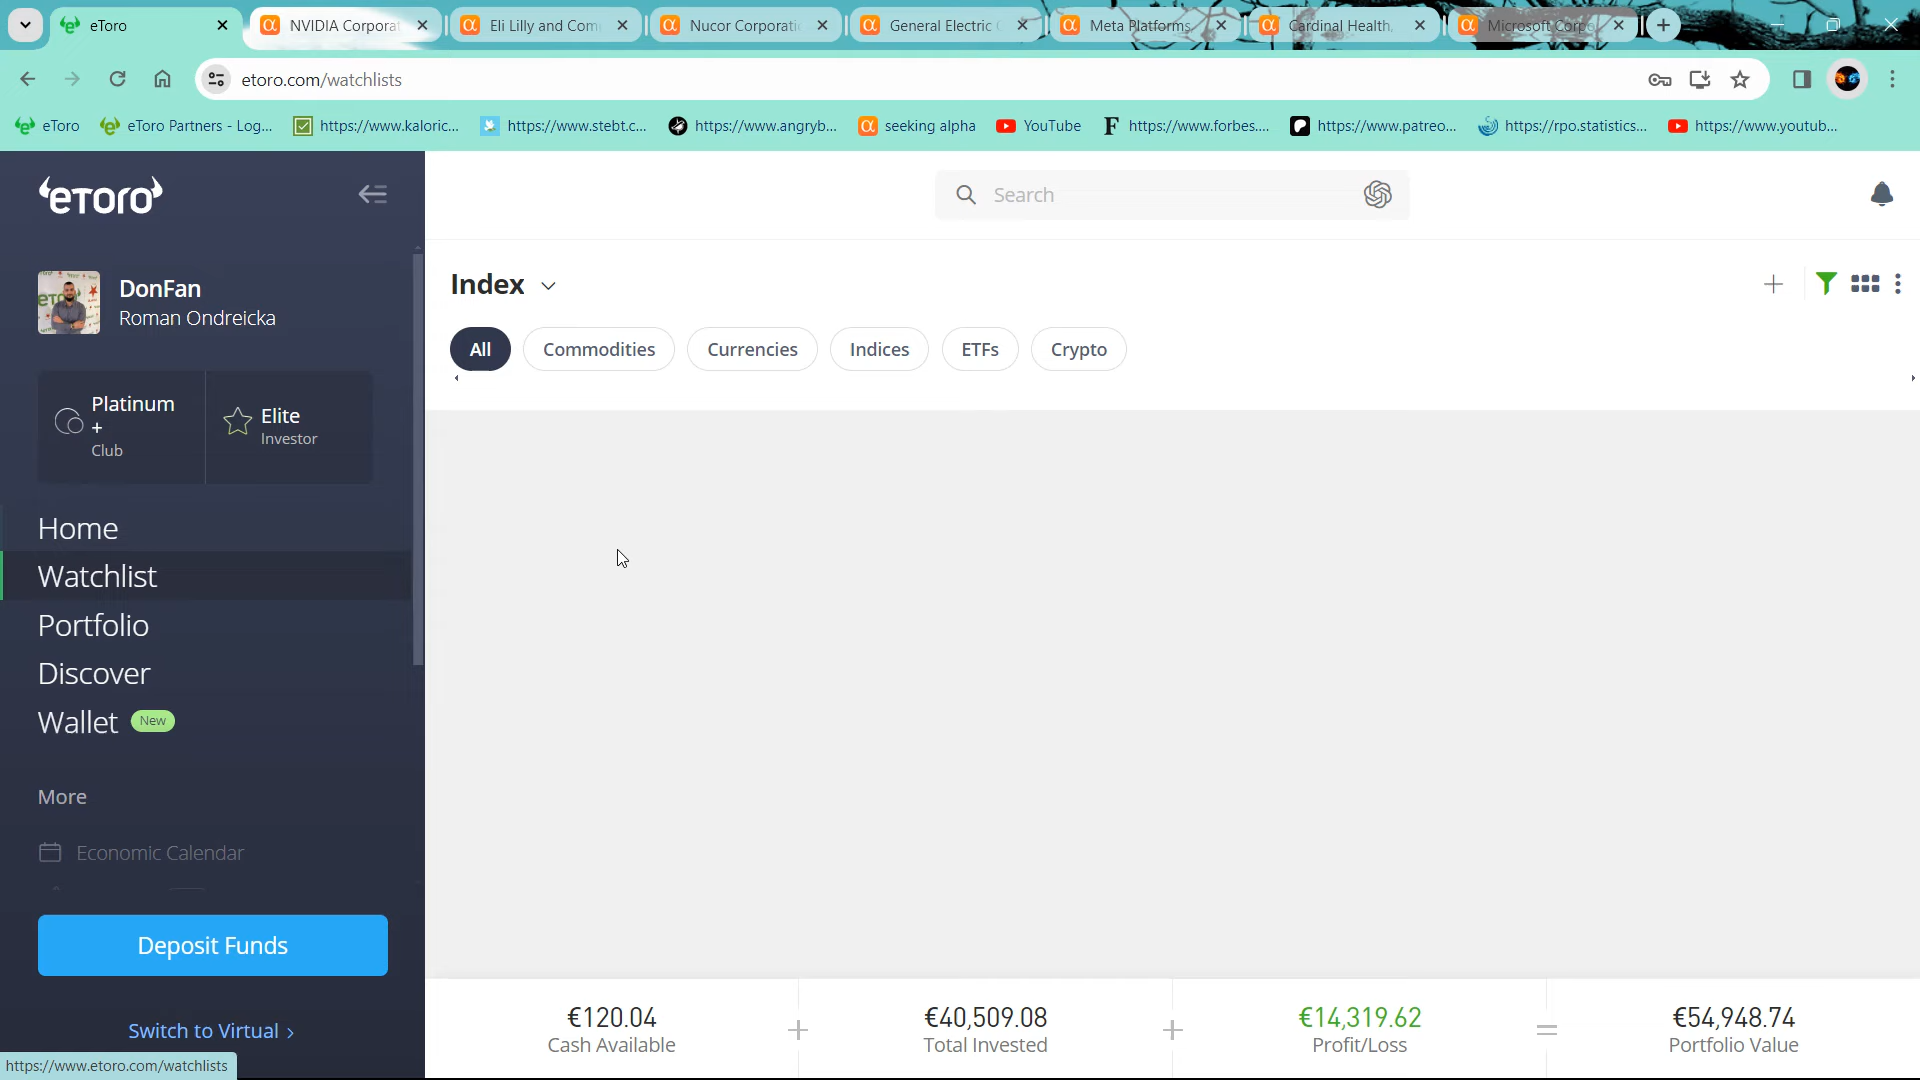 eToro
NVIDIA Corporat
Eli Lilly and Com
Nucor Corporati
General Electric C
Meta Platforms,
Cardinal Health,
Microsoft Corpo
etoro.com/watchlists
eToro
eToro Partners - Log...
https://www.kaloric...
https://www.stebt.c...
https://www.angryb...
seeking alpha
YouTube
https://www.forbes....
https://www.patreo...
https://rpo.statistics...
https://www.youtub...
eToro
Search
DonFan
Roman Ondreicka
Platinum
+
Club
Elite
Investor
Home
Watchlist
Portfolio
Discover
Wallet New
More
Economic Calendar
Deposit Funds
Switch to Virtual >
https://www.etoro.com/watchlists
Index
All
Commodities
Currencies
Indices
ETFs
Crypto
€120.04
Cash Available
+
€40,509.08
Total Invested
+
€14,319.62
Profit/Loss
=
€54,948.74
Portfolio Value